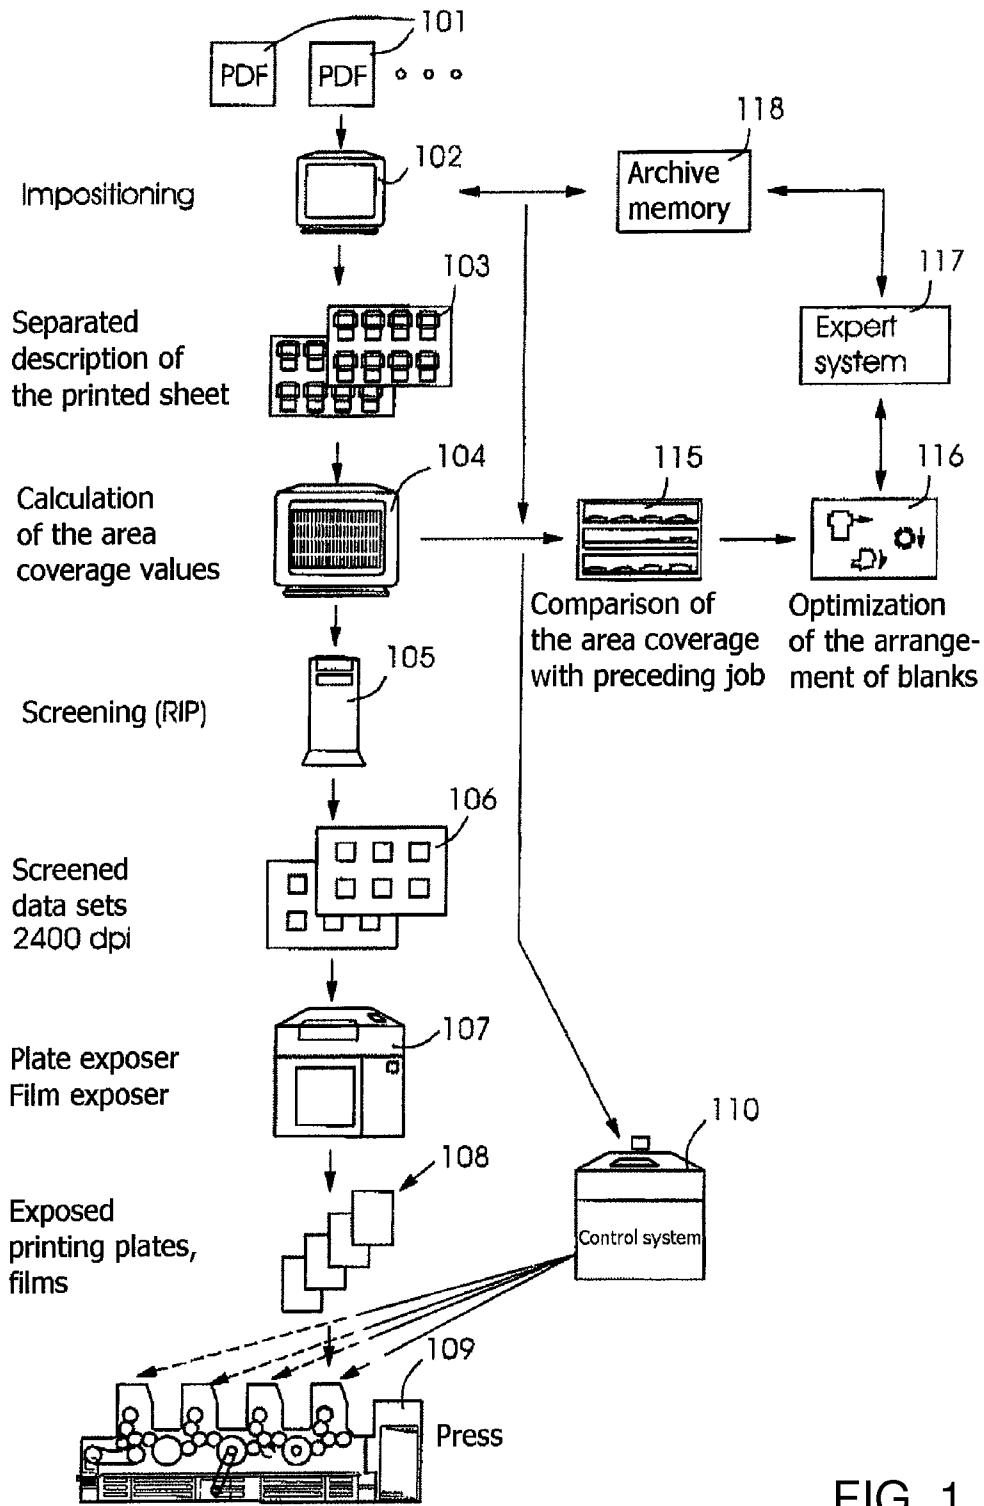 101
PDF
PDF
118
102
Archive
memory
Impositioning
103
117
Separated
description of
the printed sheet
Expert
system
104
115
116
Calculation
of the area
coverage values
Comparison of
the area coverage
with preceding job
Optimization
of the arrange-
ment of blanks
105
Screening (RIP)
106
Screened
data sets
2400 dpi
107
Plate exposer
Film exposer
110
108
Exposed
printing plates,
films
Control system
109
Press
FIG. 1